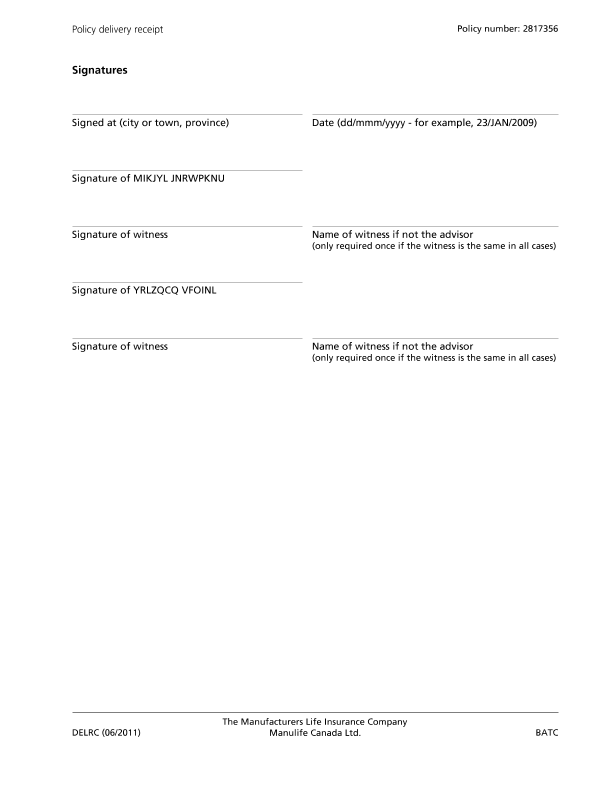 Policy delivery receipt Policy number: 2817356
Signatures
Signed at (city or town, province) Date (dd/mmm/yyyy - for example, 23/JAN/2009)
Signature of MIKJYL JNRWPKNU
Signature of witness Name of witness if not the advisor
(only required once if the witness is the same in all cases)
Signature of YRLZQCQ VFOINL
Signature of witness Name of witness if not the advisor
(only required once if the witness is the same in all cases)
The Manufacturers Life Insurance Company
DELRC (06/2011) Manulife Canada Ltd. BATC